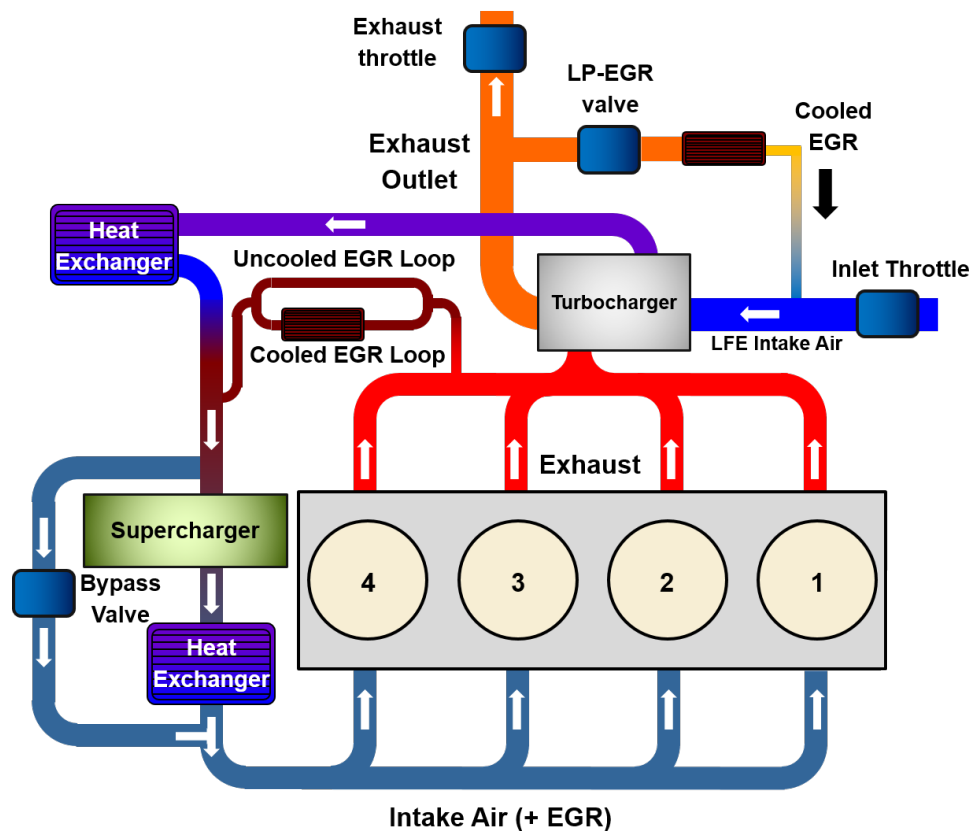 Exhaust
throttle
LP-EGR
valve
Cooled
EGR
Exhaust
Outlet
Heat
Exchanger
Uncooled EGR Loop
Inlet Throttle
Turbocharger
LFE Intake Air
Cooled EGR Loop
Exhaust
Supercharger
4
3
2
1
Bypass
Valve
Heat
Exchanger
Intake Air (+ EGR)